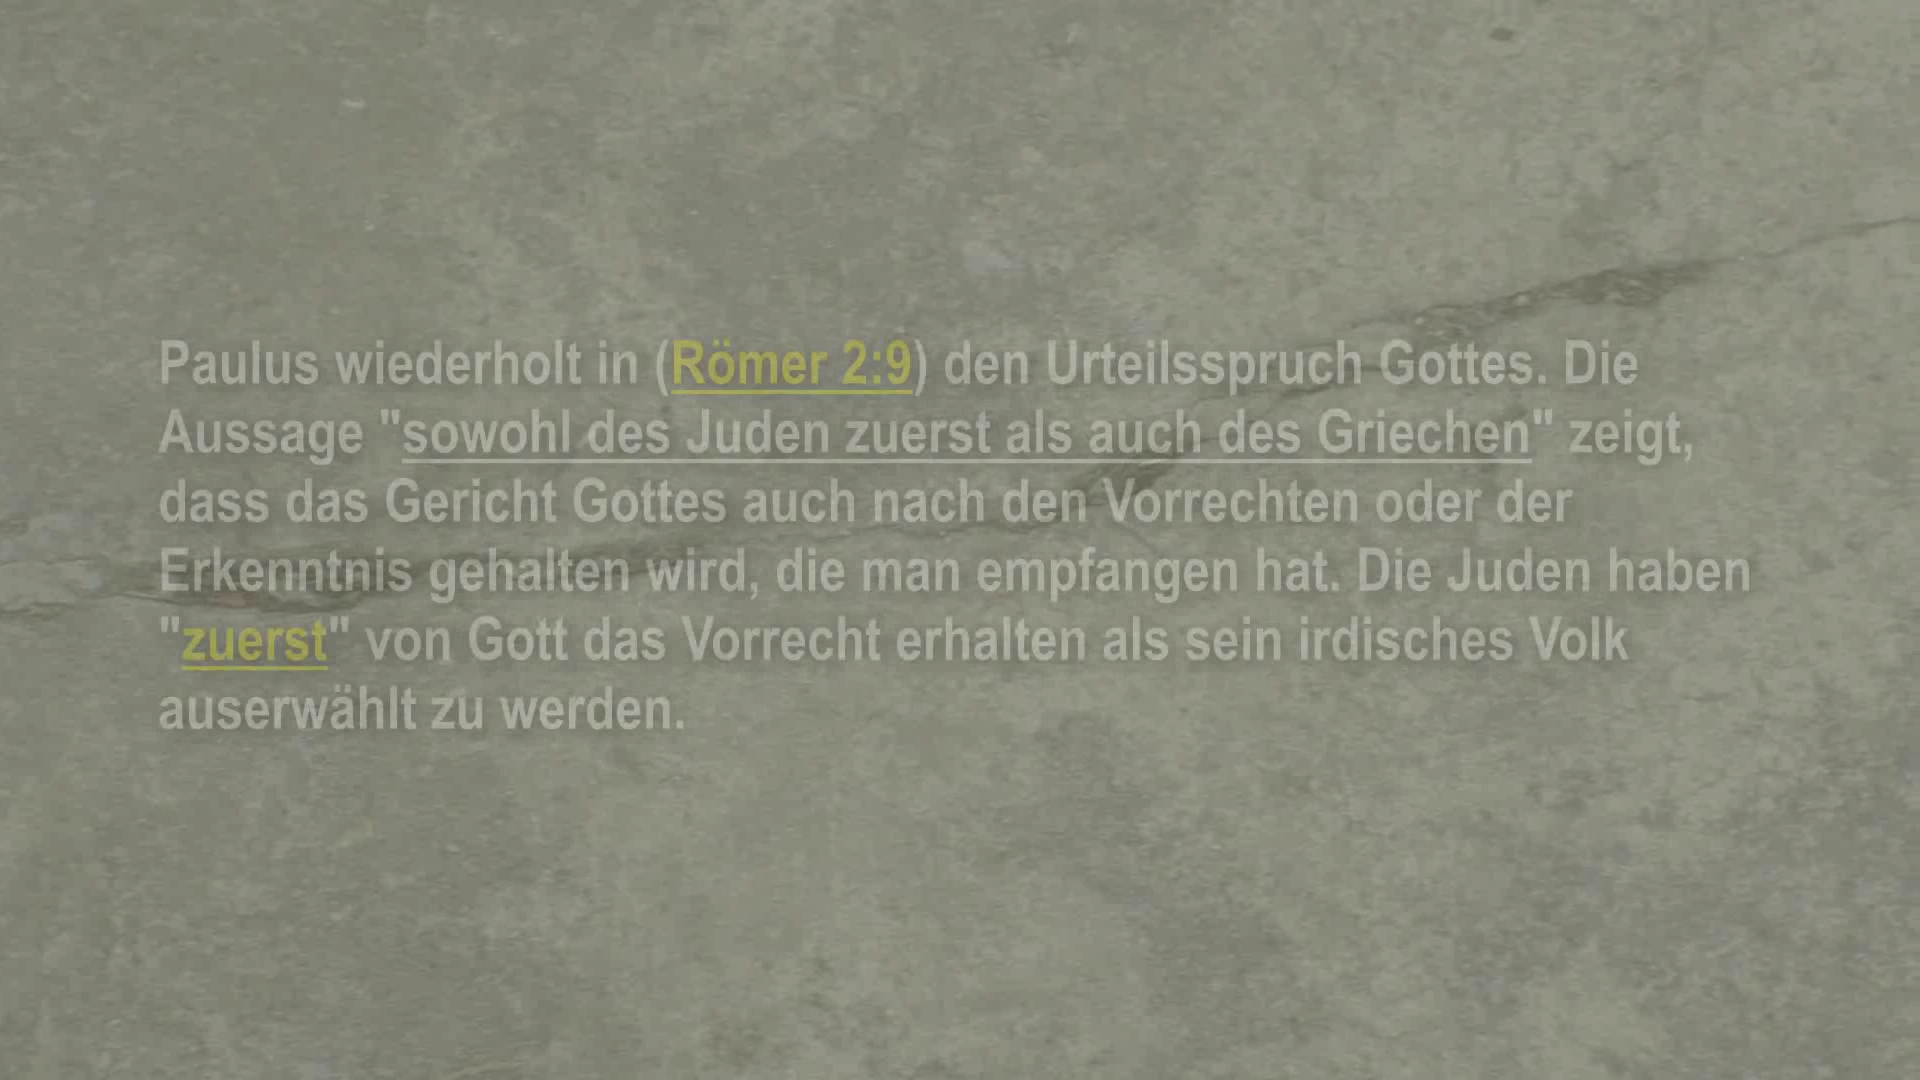 Paulus wiederholt in (Römer 2:9) den Urteilsspruch Gottes. Die
Aussage "sowohl des Juden zuerst als auch des Griechen" zeigt,
dass das Gericht Gottes auch nach den Vorrechten oder der
Erkenntnis gehalten wird, die man empfangen hat. Die Juden haben
"zuerst" von Gott das Vorrecht erhalten als sein irdisches Volk
auserwählt zu werden.